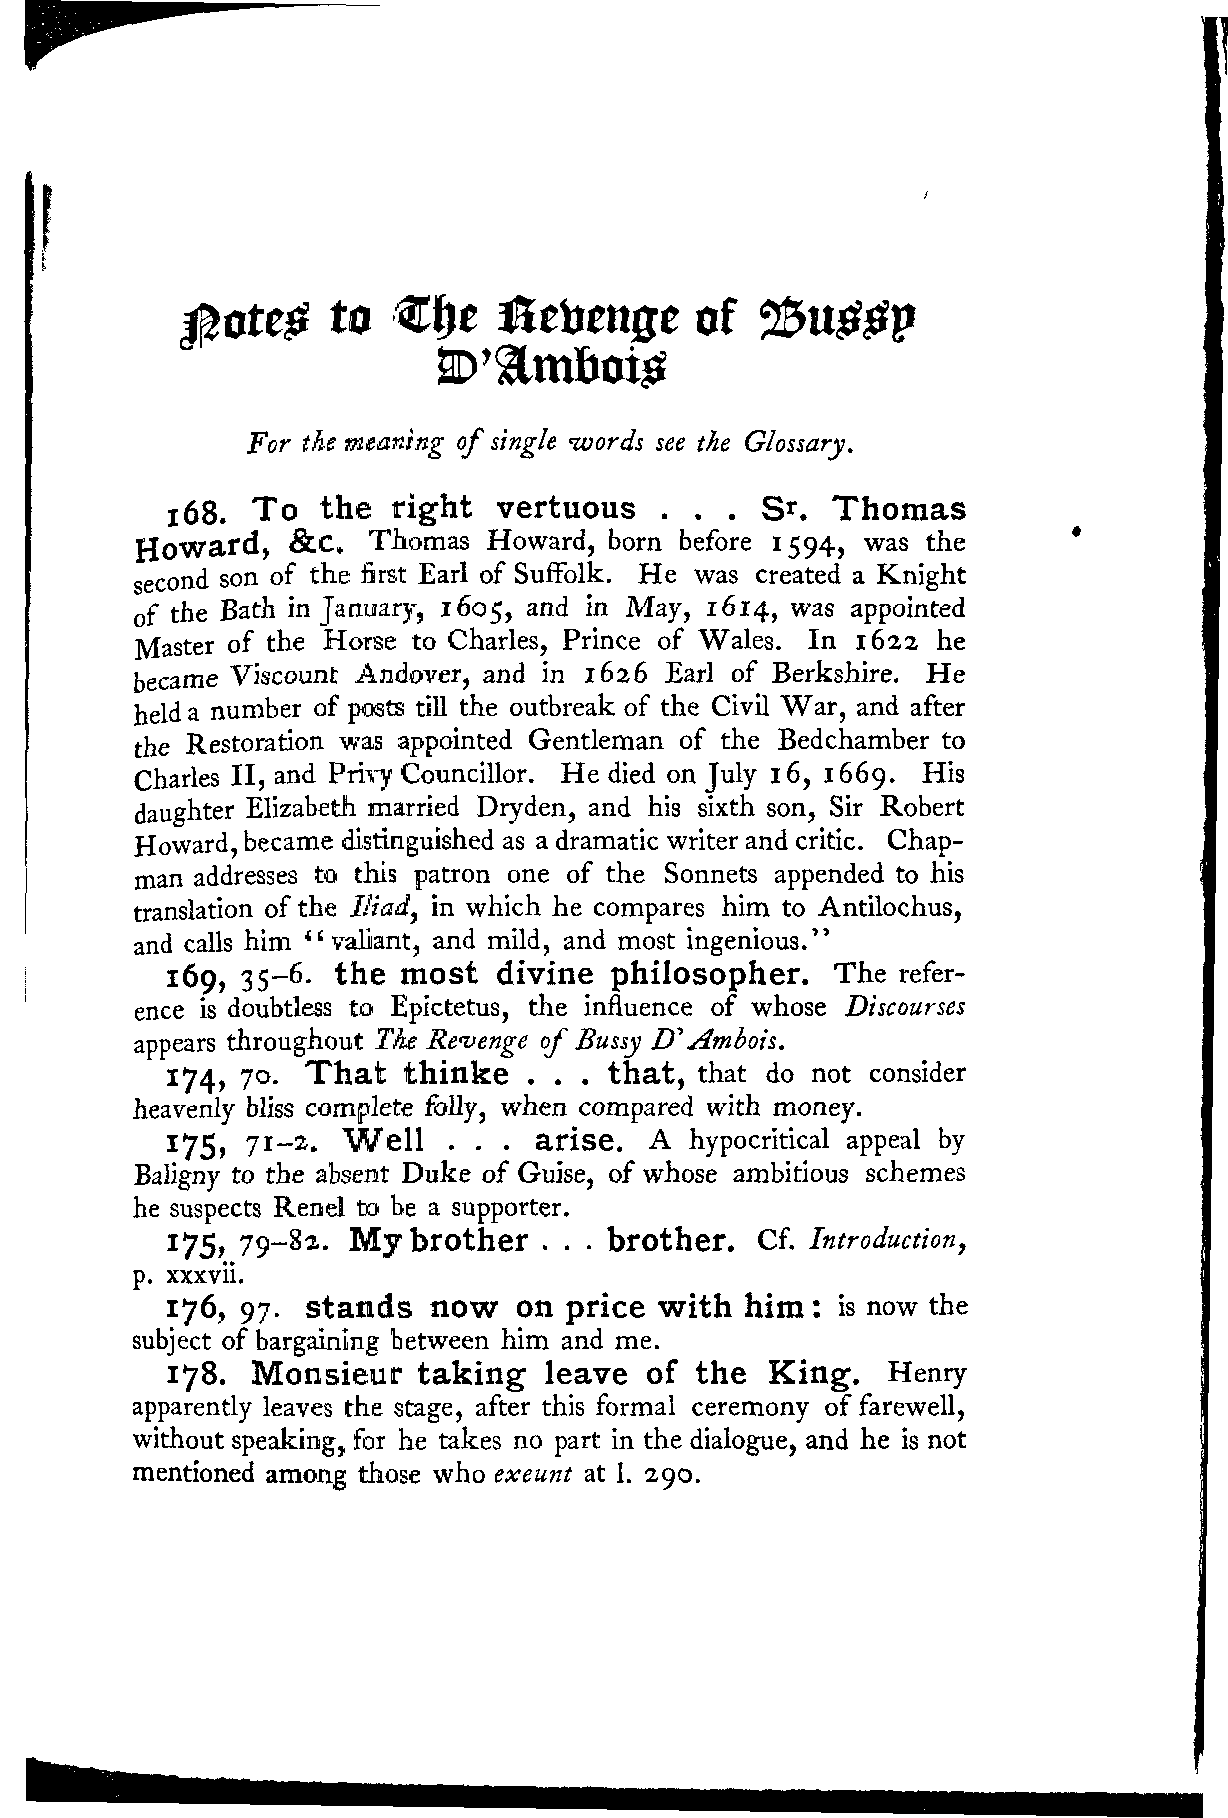 Notes to The Revenge of Bussy
D'Ambois
For the meaning of single words see the Glossary.
168. To the right vertuous . . . Sr. Thomas
Howard, &c. Thomas Howard, born before 1594, was the
second son of the first Earl of Suffolk. He was created a Knight
of the Bath in January, 1605, and in May, 1614, was appointed
Master of the Horse to Charles, Prince of Wales. In 1622 he
became Viscount Andover, and in 1626 Earl of Berkshire. He
held a number of posts till the outbreak of the Civil War, and after
the Restoration was appointed Gentleman of the Bedchamber to
Charles II, and Privy Councillor. He died on July 16, 1669. His
daughter Elizabeth married Dryden, and his sixth son, Sir Robert
Howard, became distinguished as a dramatic writer and critic. Chap-
man addresses to this patron one of the Sonnets appended to his
translation of the Iliad, in which he compares him to Antilochus,
and calls him "valiant, and mild, and most ingenious."
169, 35–6. the most divine philosopher. The refer-
ence is doubtless to Epictetus, the influence of whose Discourses
appears throughout The Revenge of Bussy D'Ambois.
174, 70. That thinke . . . that, that do not consider
heavenly bliss complete folly, when compared with money.
175, 71–2. Well . . . arise. A hypocritical appeal by
Baligny to the absent Duke of Guise, of whose ambitious schemes
he suspects Renel to be a supporter.
175, 79–82. My brother . . . brother. Cf. Introduction,
p. xxxvii.
176, 97. stands now on price with him: is now the
subject of bargaining between him and me.
178. Monsieur taking leave of the King. Henry
apparently leaves the stage, after this formal ceremony of farewell,
without speaking, for he takes no part in the dialogue, and he is not
mentioned among those who exeunt at l. 290.